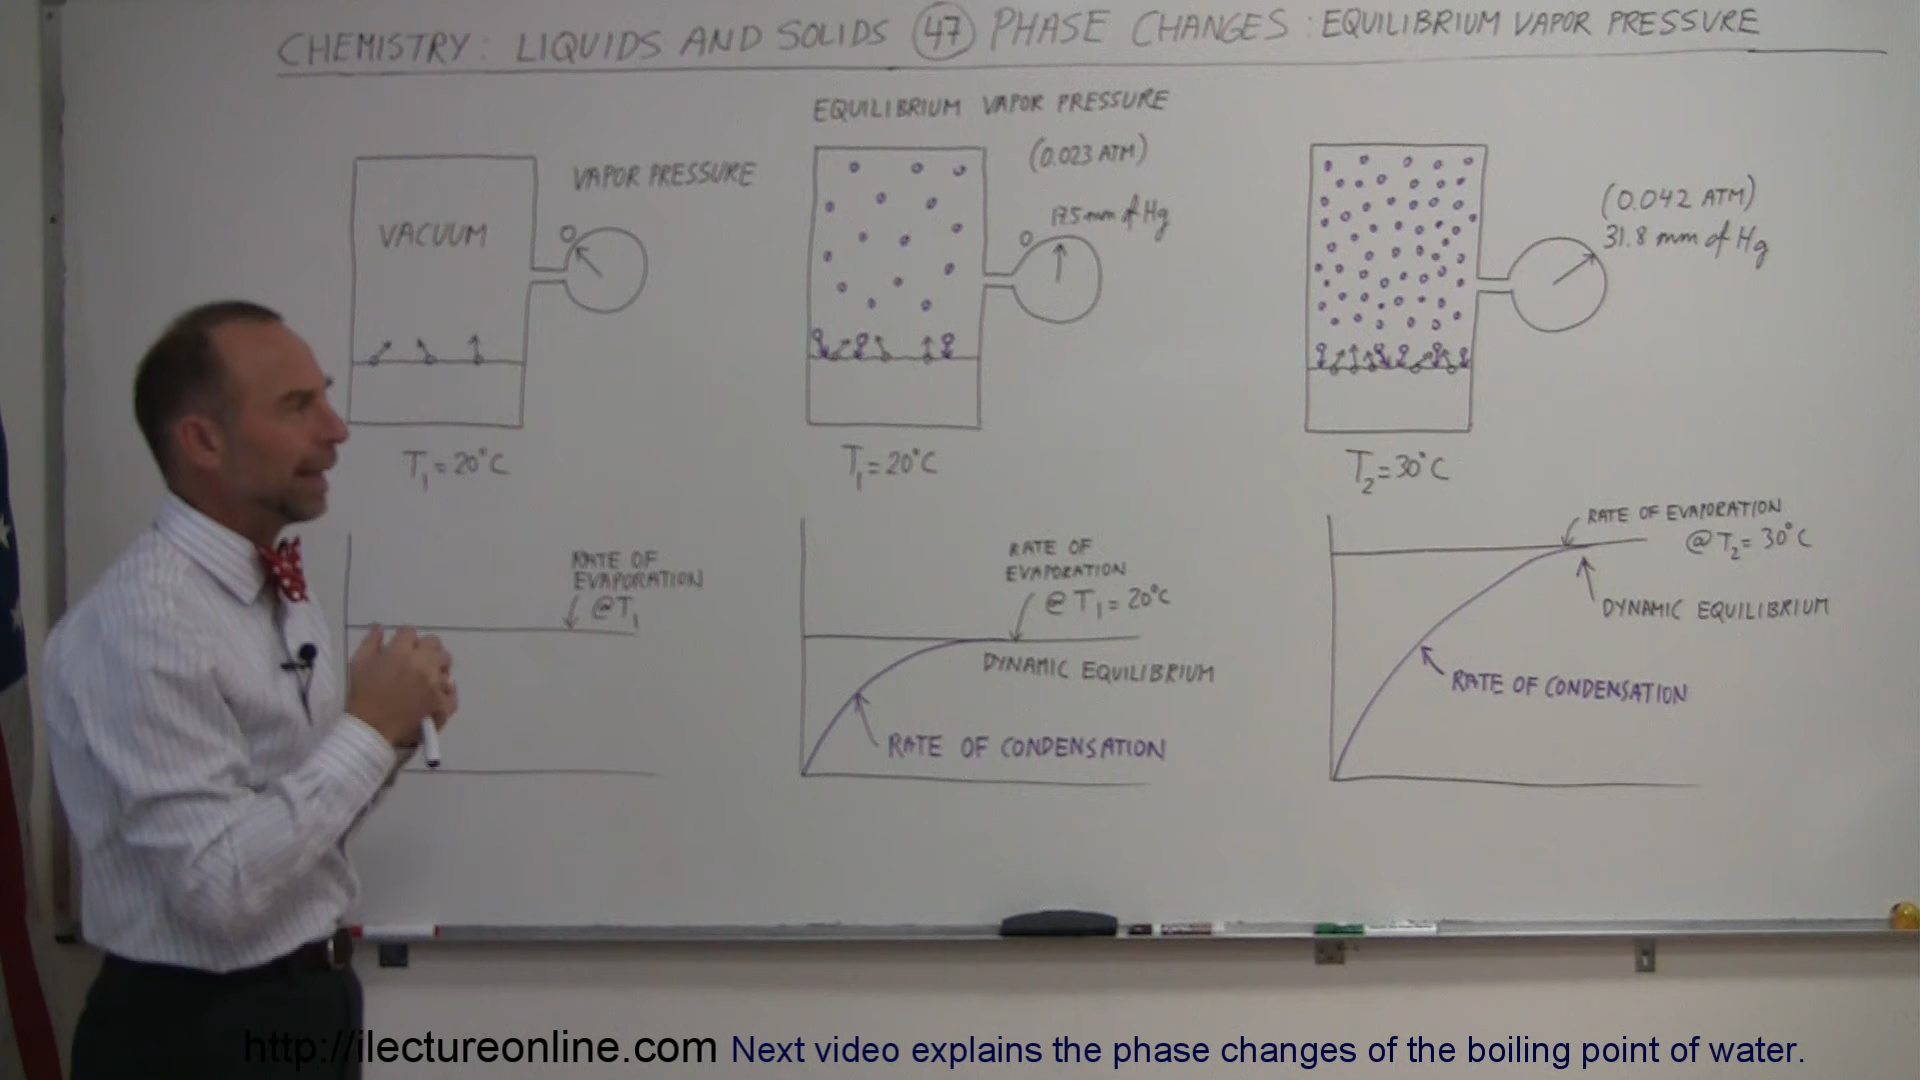 CHEMISTRY: LIQUIDS AND SOLIDS 47 PHASE CHANGES: EQUILIBRIUM VAPOR PRESSURE
VAPOR PRESSURE
VACUUM
O
T1 = 20°C
RATE OF
EVAPORATION
@T1
EQUILIBRIUM VAPOR PRESSURE
(0.023 ATM)
17.5 mm of Hg
O
T1 = 20°C
RATE OF
EVAPORATION
@ T1 = 20°C
DYNAMIC EQUILIBRIUM
RATE OF CONDENSATION
(0.042 ATM)
31.8 mm of Hg
T2 = 30°C
RATE OF EVAPORATION
@ T2 = 30°C
DYNAMIC EQUILIBRIUM
RATE OF CONDENSATION
http://ilectureonline.com Next video explains the phase changes of the boiling point of water.